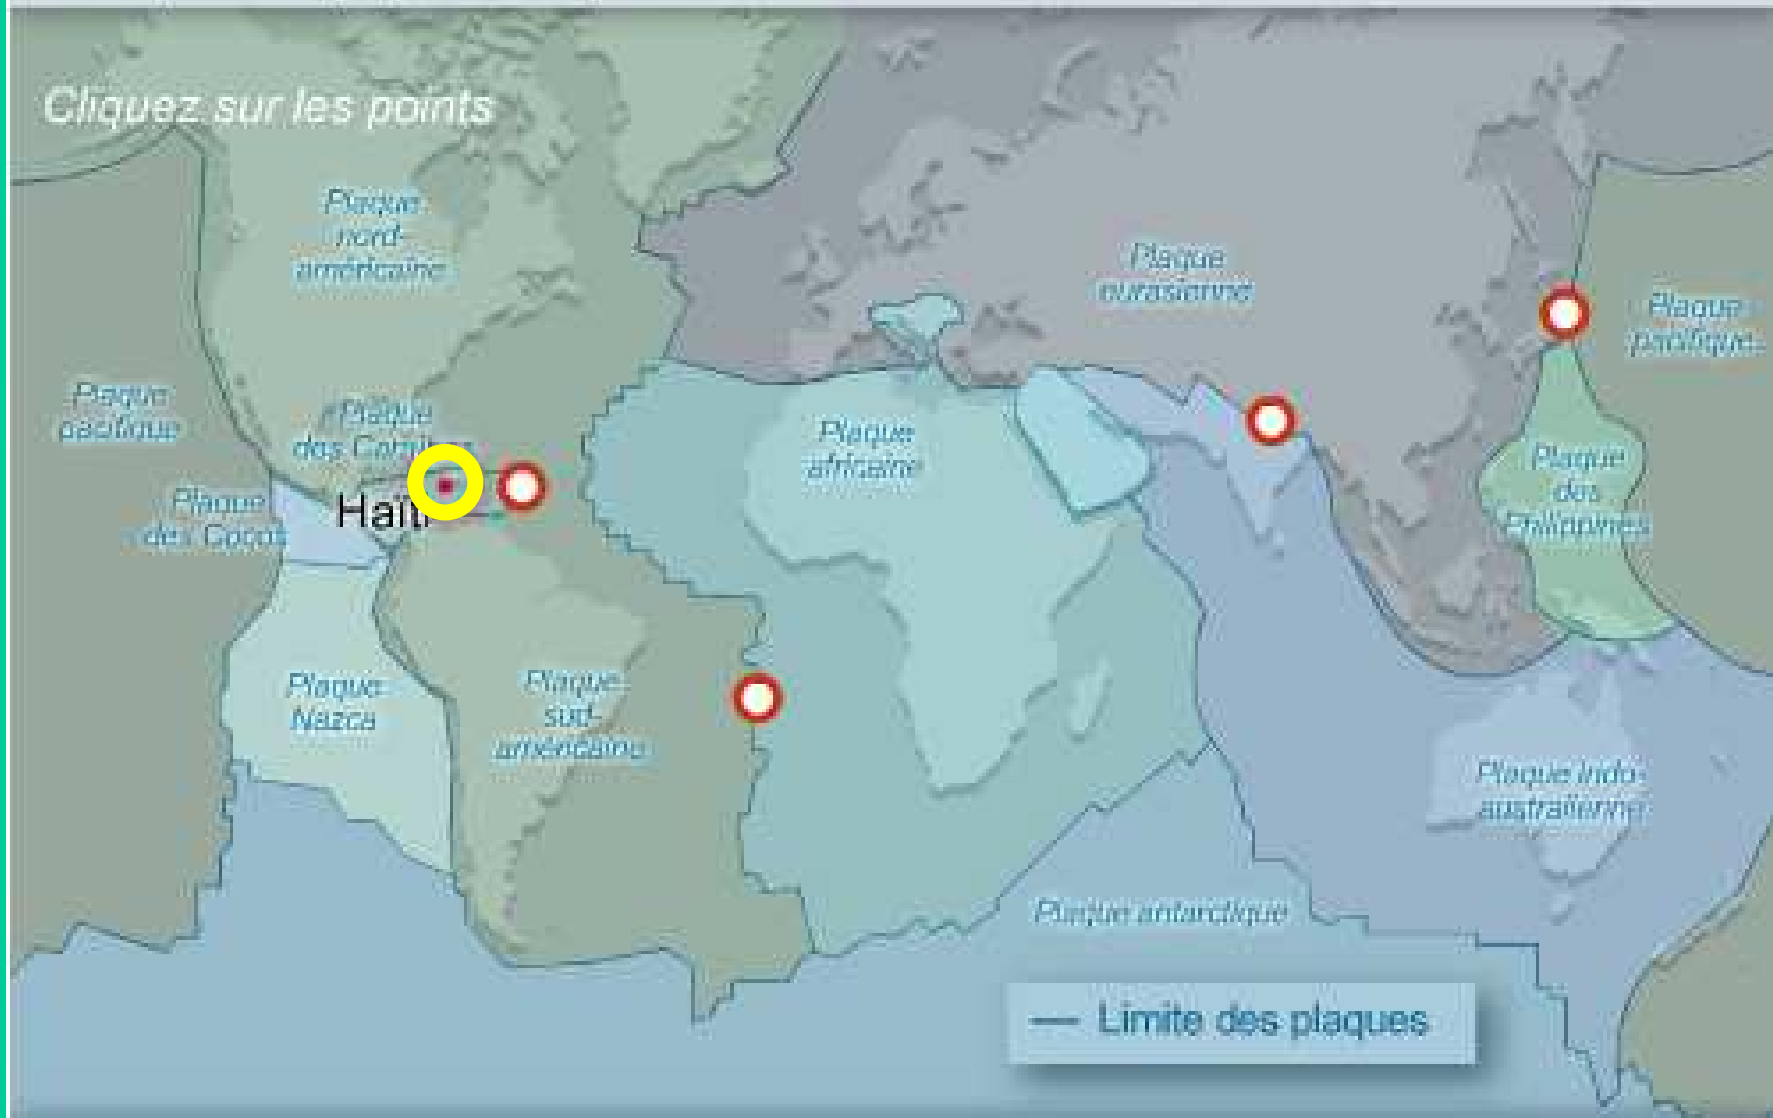 Cliquez sur les points
Plaque
nord-
américaine
Plaque
eurasienne
Plaque
pacifique
Plaque
pacifique
Plaque
des Caraïbes
Plaque
africaine
Plaque
des
Philippines
Plaque
des Cocos
Haïti
Plaque
Nazca
Plaque
sud-
américaine
Plaque indo-
australienne
Plaque antarctique
Limite des plaques